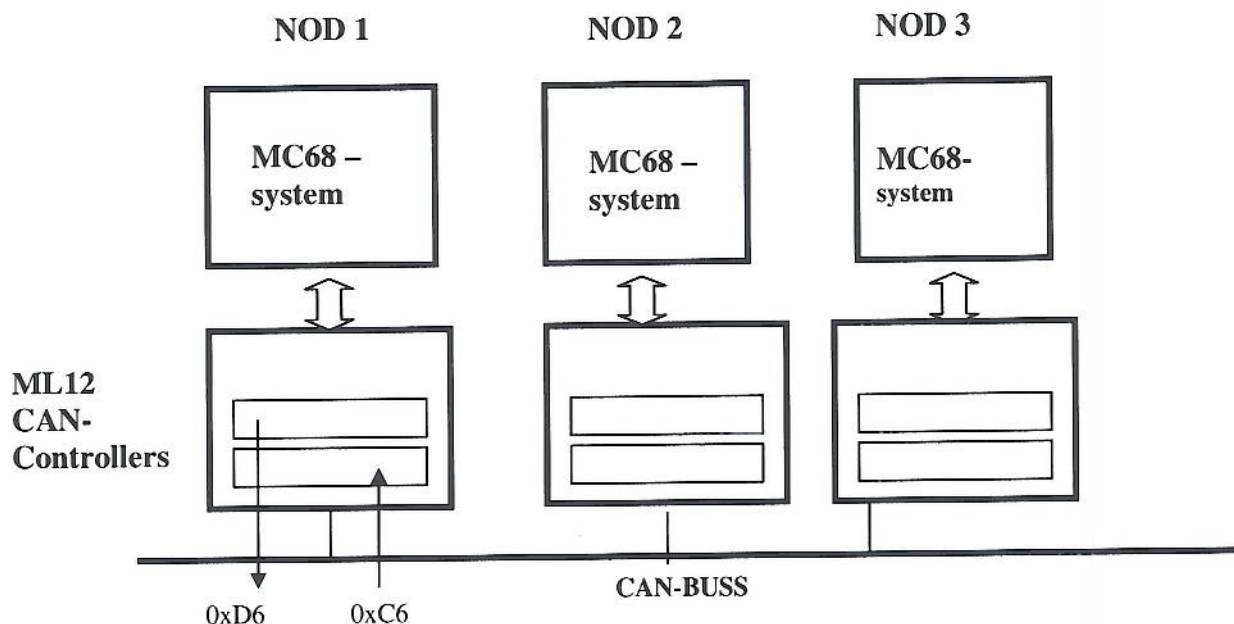 NOD 1
NOD 2
NOD 3
MC68 –
system
MC68 –
system
MC68-
system
ML12
CAN-
Controllers
CAN-BUSS
0xD6
0xC6